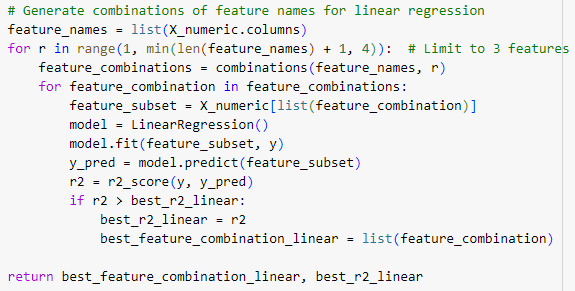 # Generate combinations of feature names for linear regression
feature_names = list(X_numeric.columns)
for r in range(1, min(len(feature_names) + 1, 4)):  # Limit to 3 features
    feature_combinations = combinations(feature_names, r)
    for feature_combination in feature_combinations:
        feature_subset = X_numeric[list(feature_combination)]
        model = LinearRegression()
        model.fit(feature_subset, y)
        y_pred = model.predict(feature_subset)
        r2 = r2_score(y, y_pred)
        if r2 > best_r2_linear:
            best_r2_linear = r2
            best_feature_combination_linear = list(feature_combination)

return best_feature_combination_linear, best_r2_linear